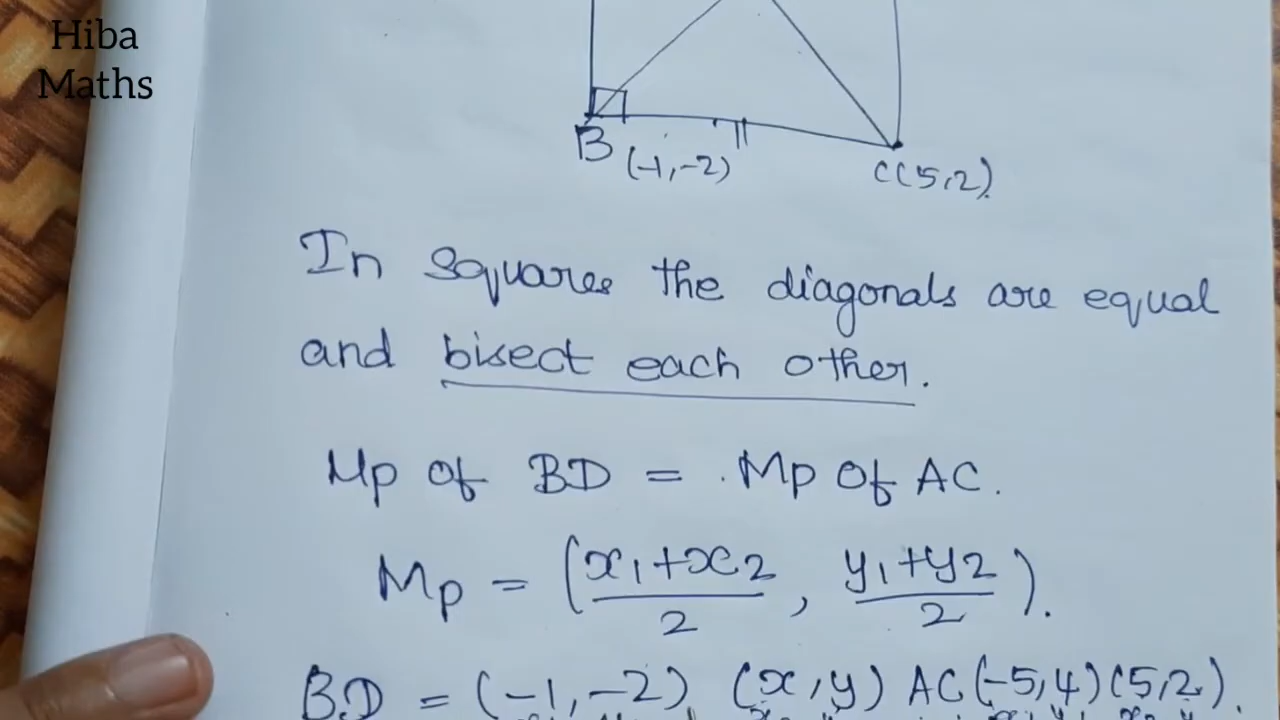 Hiba
Maths
B
(-1,-2)
C(5,2).
In squares the diagonals are equal
and bisect each other.
Mp of BD = .Mp of AC.
Mp = (x1+x2/2 , y1+y2/2).
BD = (-1,-2) (x,y) AC(-5,4)(5,2).